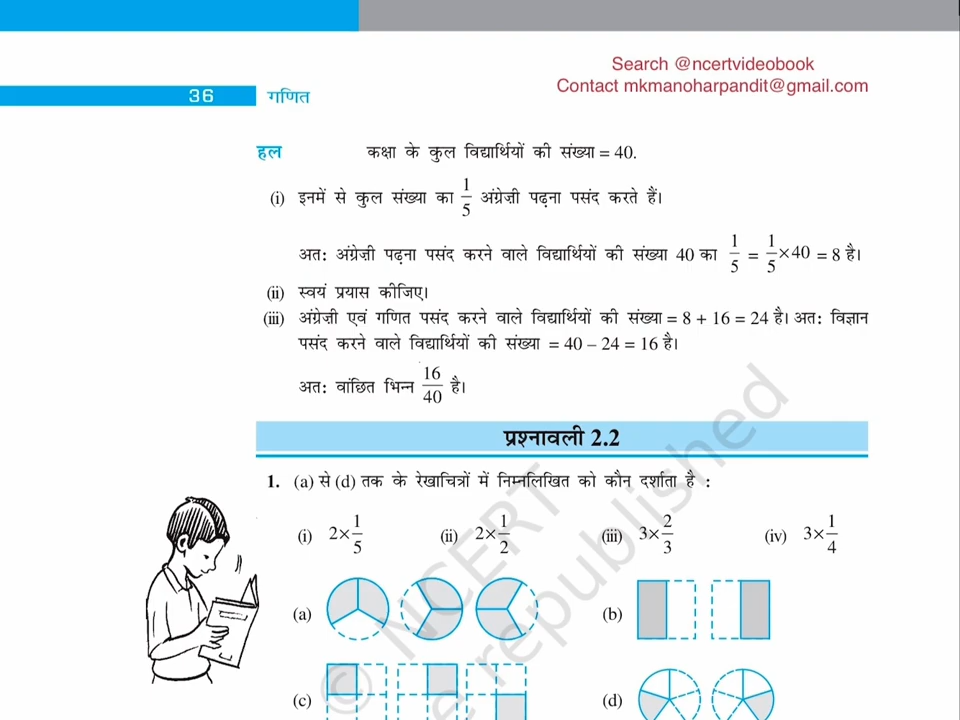 Search @ncertvideobook
Contact mkmanoharpandit@gmail.com
36 गणित
हल कक्षा के कुल विद्यार्थियों की संख्या = 40.
(i) इनमें से कुल संख्या का 1/5 अंग्रेज़ी पढ़ना पसंद करते हैं।
अत: अंग्रेज़ी पढ़ना पसंद करने वाले विद्यार्थियों की संख्या 40 का 1/5 = 1/5 × 40 = 8 है।
(ii) स्वयं प्रयास कीजिए।
(iii) अंग्रेज़ी एवं गणित पसंद करने वाले विद्यार्थियों की संख्या = 8 + 16 = 24 है। अत: विज्ञान
पसंद करने वाले विद्यार्थियों की संख्या = 40 – 24 = 16 है।
अत: वांछित भिन्न 16/40 है।
प्रश्नावली 2.2
1. (a) से (d) तक के रेखाचित्रों में निम्नलिखित को कौन दर्शाता है :
(i) 2×1/5 (ii) 2×1/2 (iii) 3×2/3 (iv) 3×1/4
(a) (b)
(c) (d)
© NCERT
e republished